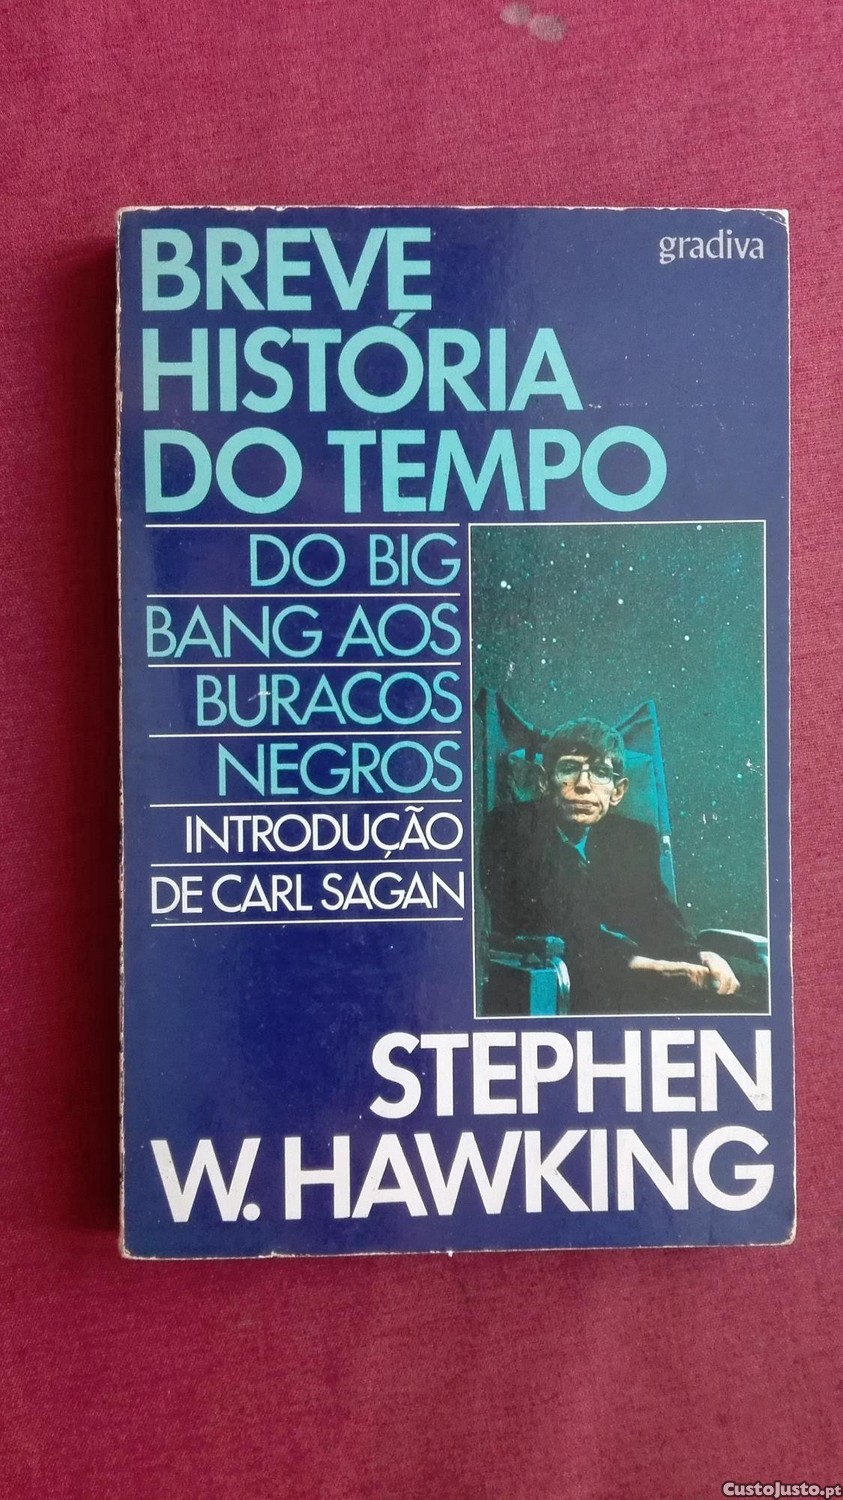 gradiva
BREVE
HISTÓRIA
DO TEMPO
DO BIG
BANG AOS
BURACOS
NEGROS
INTRODUÇÃO
DE CARL SAGAN
STEPHEN
W. HAWKING
CustoJusto.pt